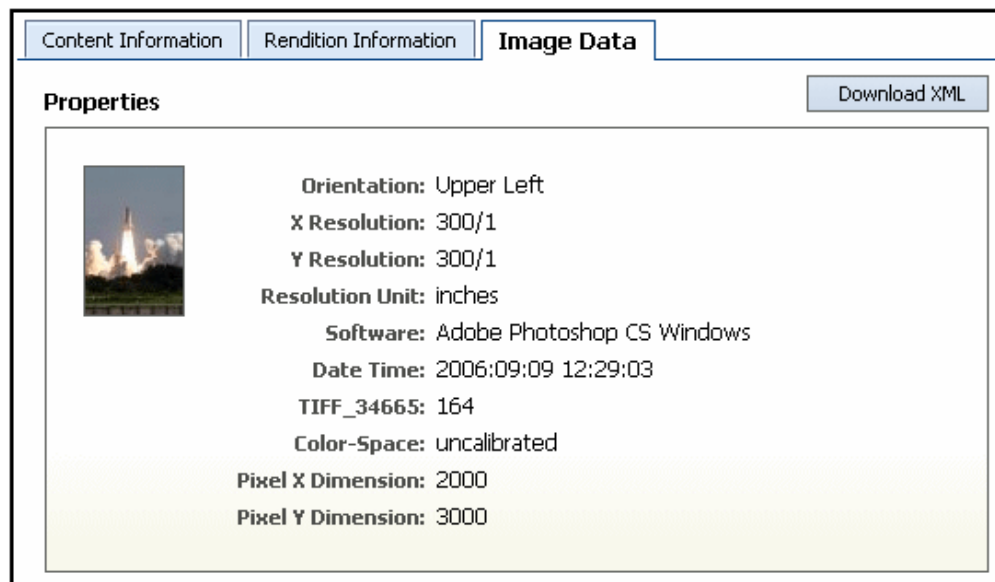 Content Information Rendition Information Image Data
Download XML
Properties
Orientation: Upper Left
X Resolution: 300/1
Y Resolution: 300/1
Resolution Unit: inches
Software: Adobe Photoshop CS Windows
Date Time: 2006:09:09 12:29:03
TIFF_34665: 164
Color-Space: uncalibrated
Pixel X Dimension: 2000
Pixel Y Dimension: 3000